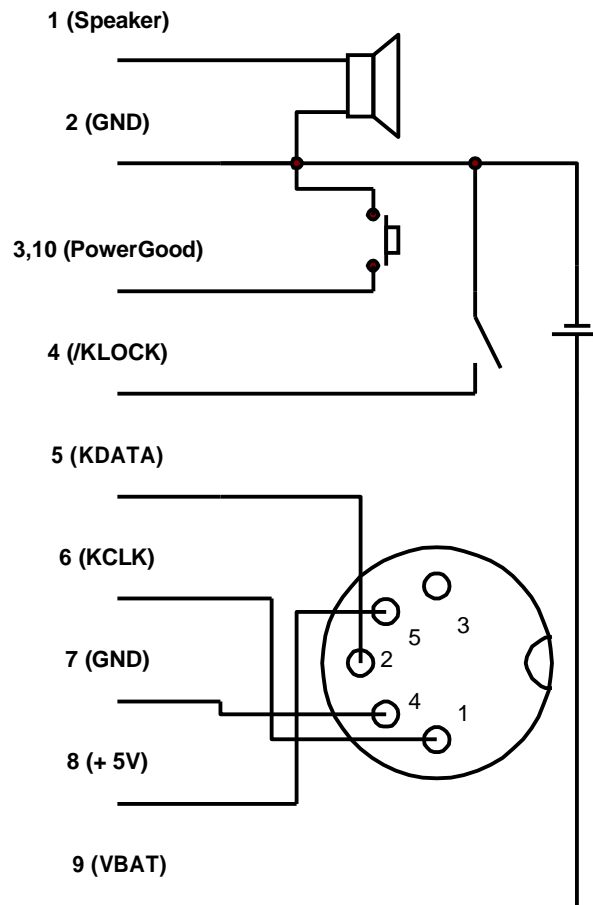 1 (Speaker)
2 (GND)
3,10 (PowerGood)
4 (/KLOCK)
5 (KDATA)
6 (KCLK)
3
5
7 (GND)
2
4
1
8 (+ 5V)
9 (VBAT)